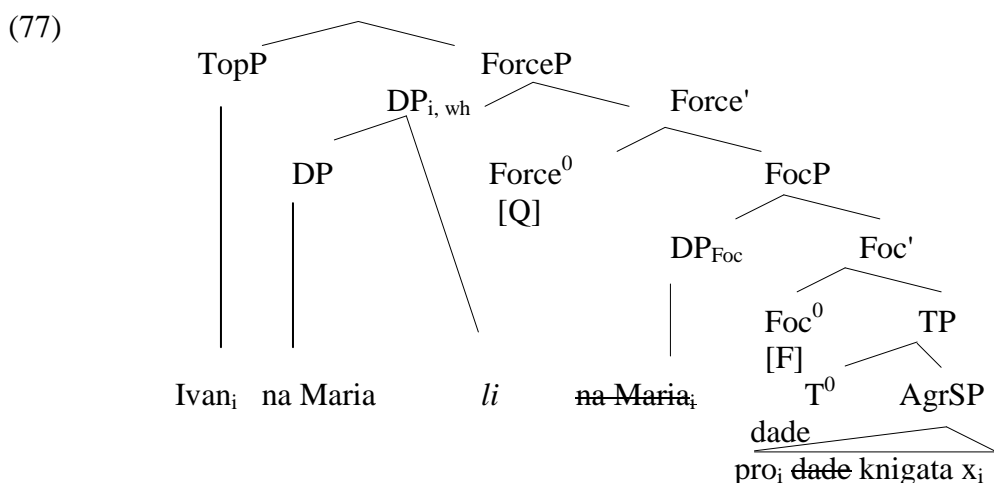 (77)
TopP ForceP
DPi, wh Force'
DP Force0 FocP
[Q]
DPFoc Foc'
Foc0 TP
[F]
Ivani na Maria li na Mariai T0 AgrSP
dade
proi dade knigata xi